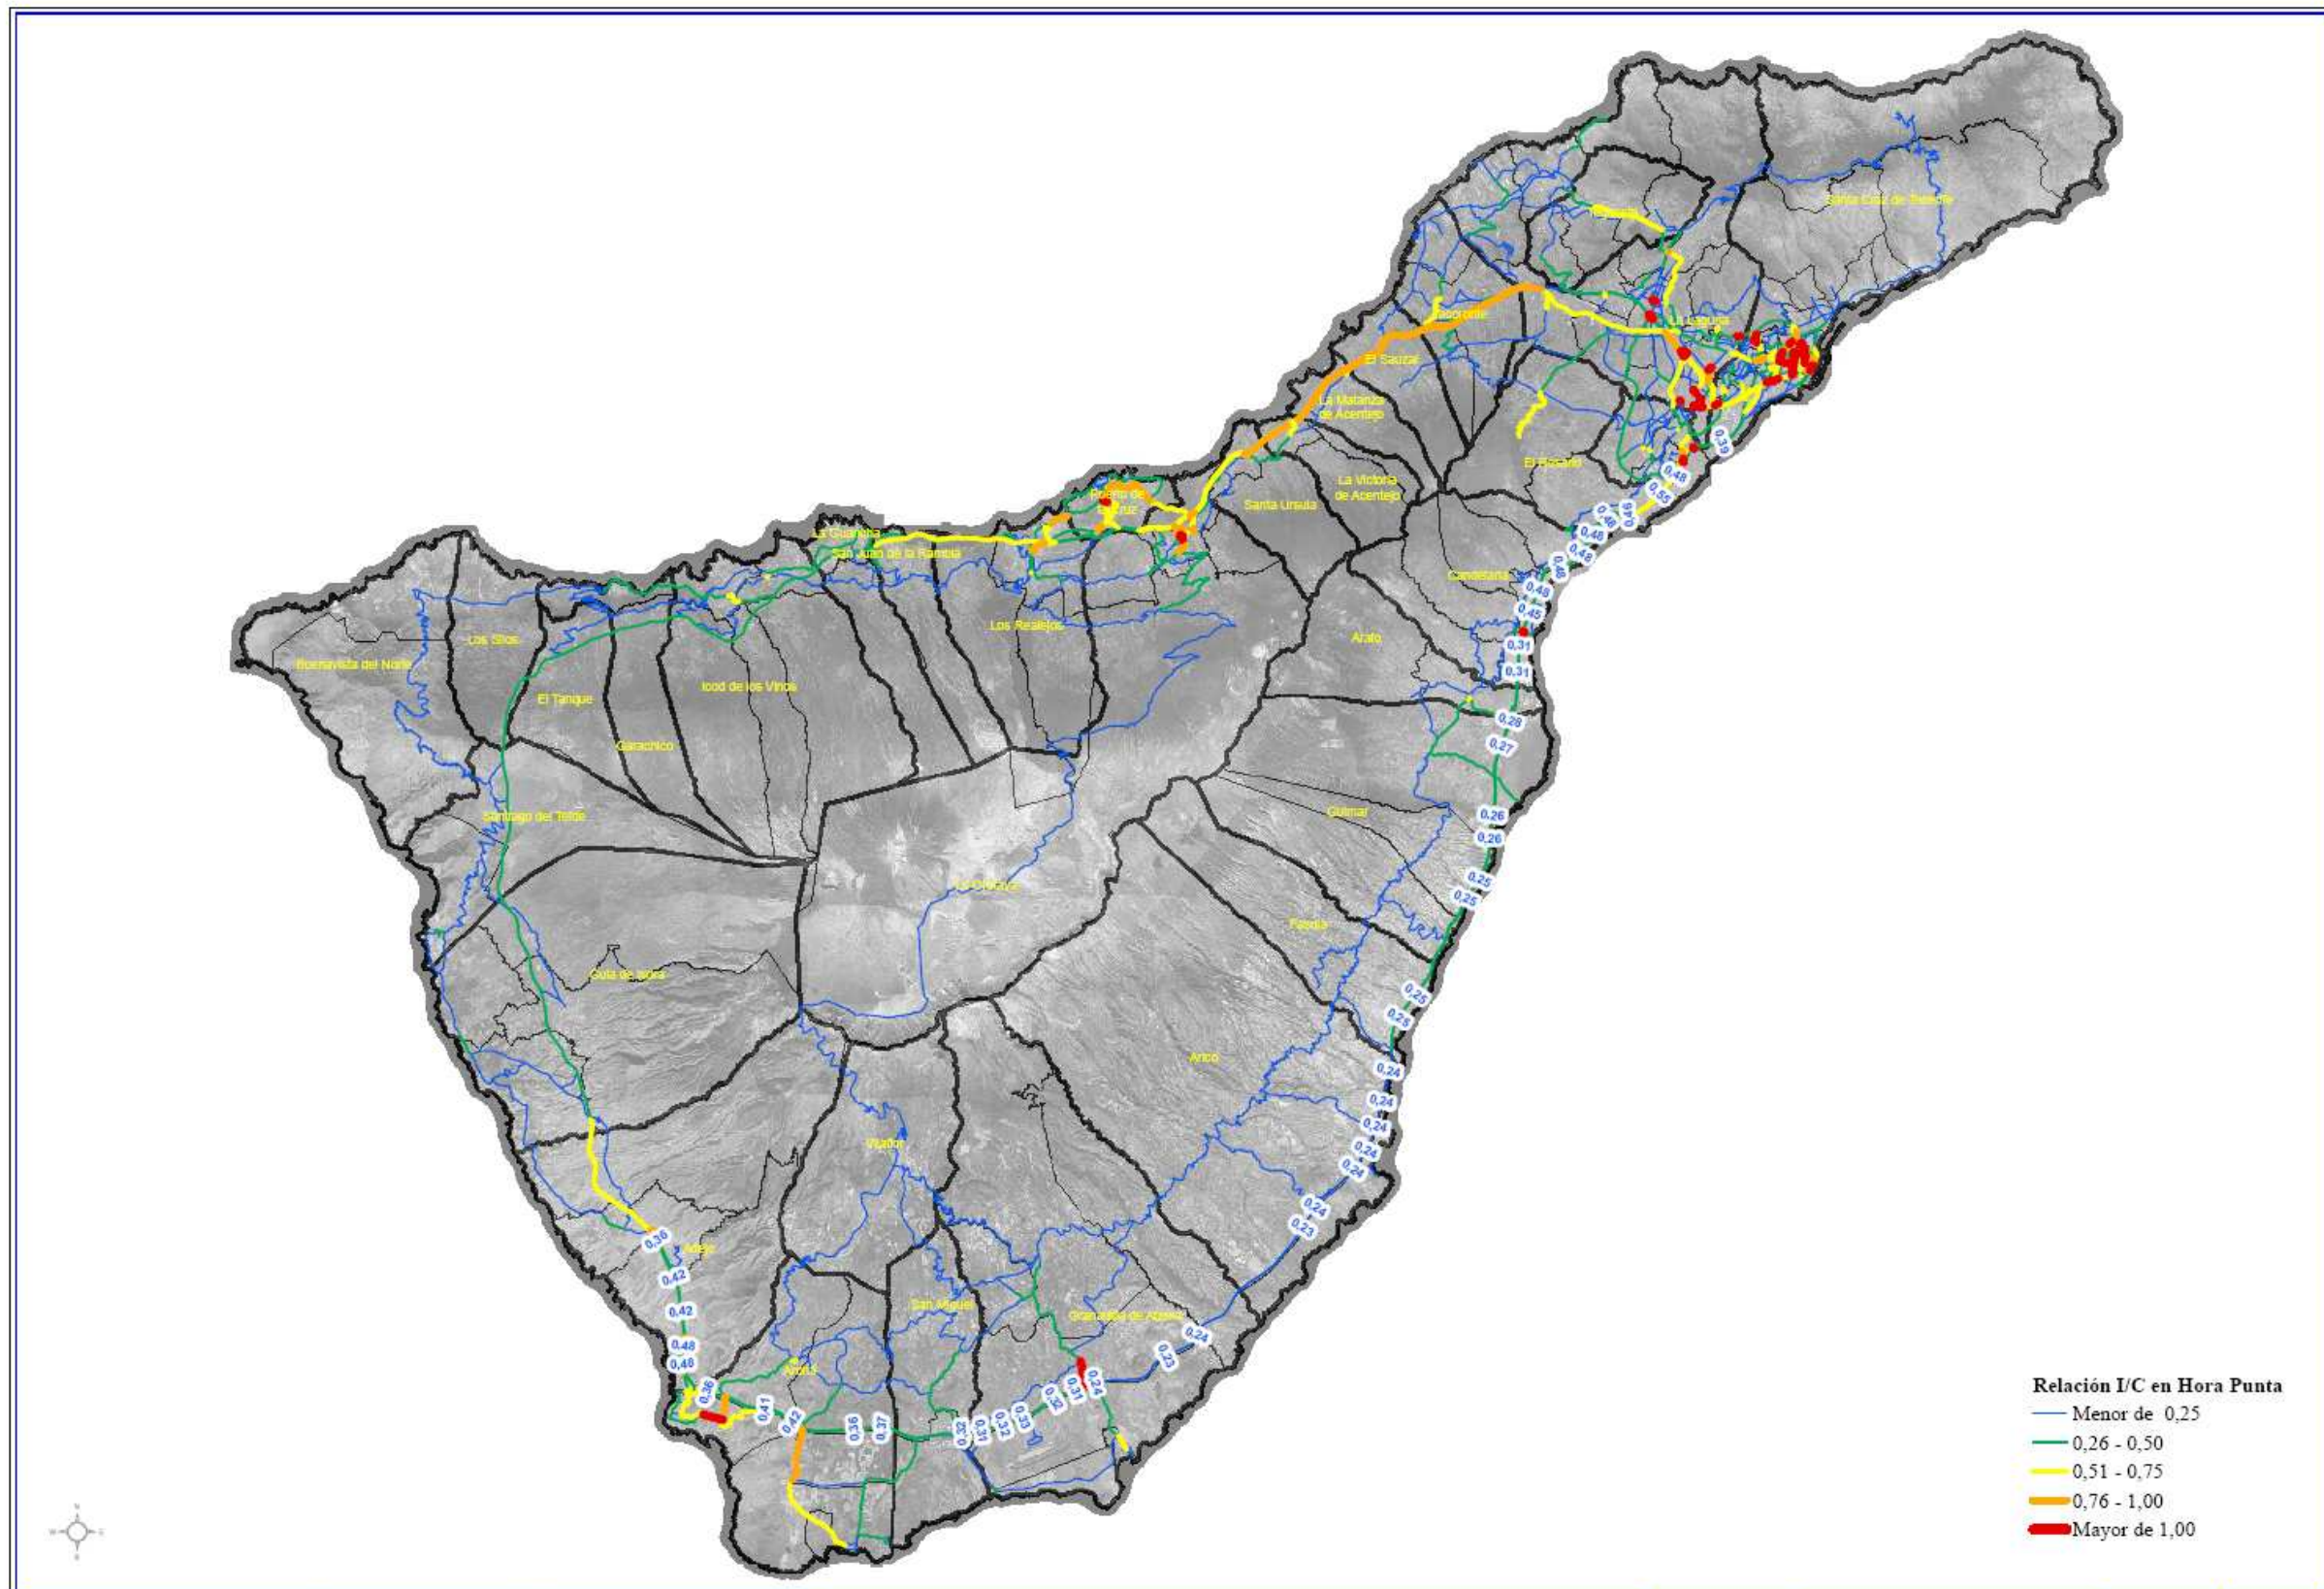 Santa Cruz de Tenerife
Tegueste
La Laguna
Tacoronte
El Sauzal
La Matanza
de Acentejo
0,39
El Rosario
0,48
La Victoria
de Acentejo
0,55
Puerto de
la Cruz
Santa Ursula
0,46
0,48
0,48
La Guancha
San Juan de la Rambla
0,48
0,48
Candelaria
0,48
0,45
Los Realejos
Arafo
Los Silos
0,31
Buenavista del Norte
0,31
Icod de los Vinos
El Tanque
0,28
Garachico
0,27
Guimar
0,26
Santiago del Teide
0,26
0,25
La Orotava
0,25
Fasnia
Guia de Isora
0,25
0,25
Arico
0,24
0,24
0,24
Vilaflor
0,24
0,24
0,24
0,23
0,36
Adeje
0,42
San Miguel
0,42
Granadilla de Abona
0,24
0,48
0,23
0,48
Arona
0,24
0,36
0,31
0,32
0,41
0,42
0,33
0,36
0,37
0,32
0,31
0,32
Relación I/C en Hora Punta
Menor de 0,25
0,26 - 0,50
0,51 - 0,75
0,76 - 1,00
Mayor de 1,00